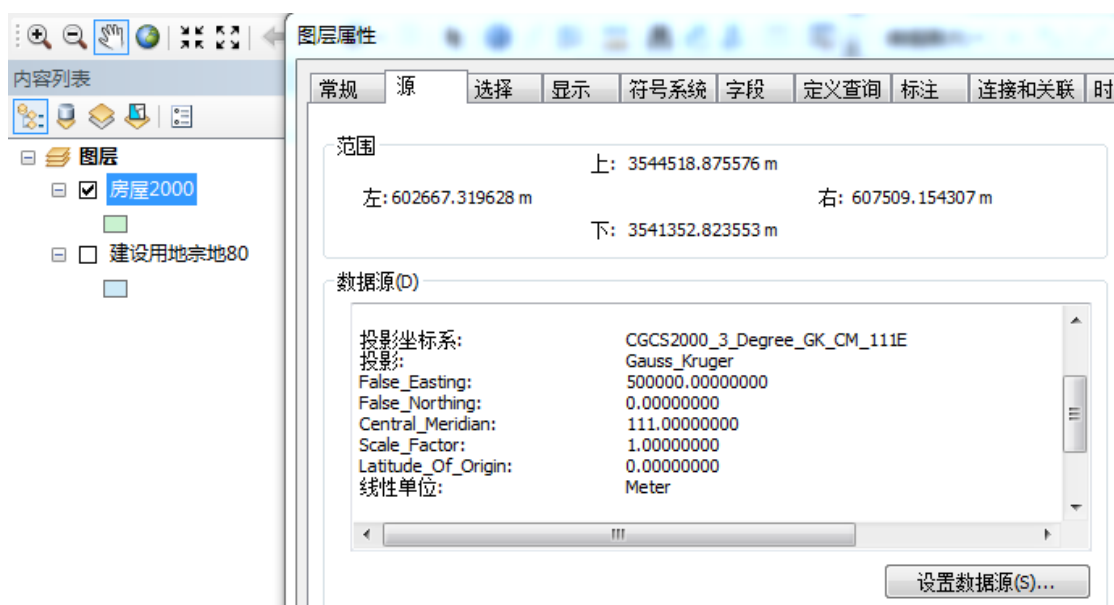 图层属性
内容列表
图层
房屋2000
建设用地宗地80
常规 源 选择 显示 符号系统 字段 定义查询 标注 连接和关联 时
范围
上: 3544518.875576 m
左: 602667.319628 m 右: 607509.154307 m
下: 3541352.823553 m
数据源(D)
投影坐标系: CGCS2000_3_Degree_GK_CM_111E
投影: Gauss_Kruger
False_Easting: 500000.00000000
False_Northing: 0.00000000
Central_Meridian: 111.00000000
Scale_Factor: 1.00000000
Latitude_Of_Origin: 0.00000000
线性单位: Meter
设置数据源(S)...